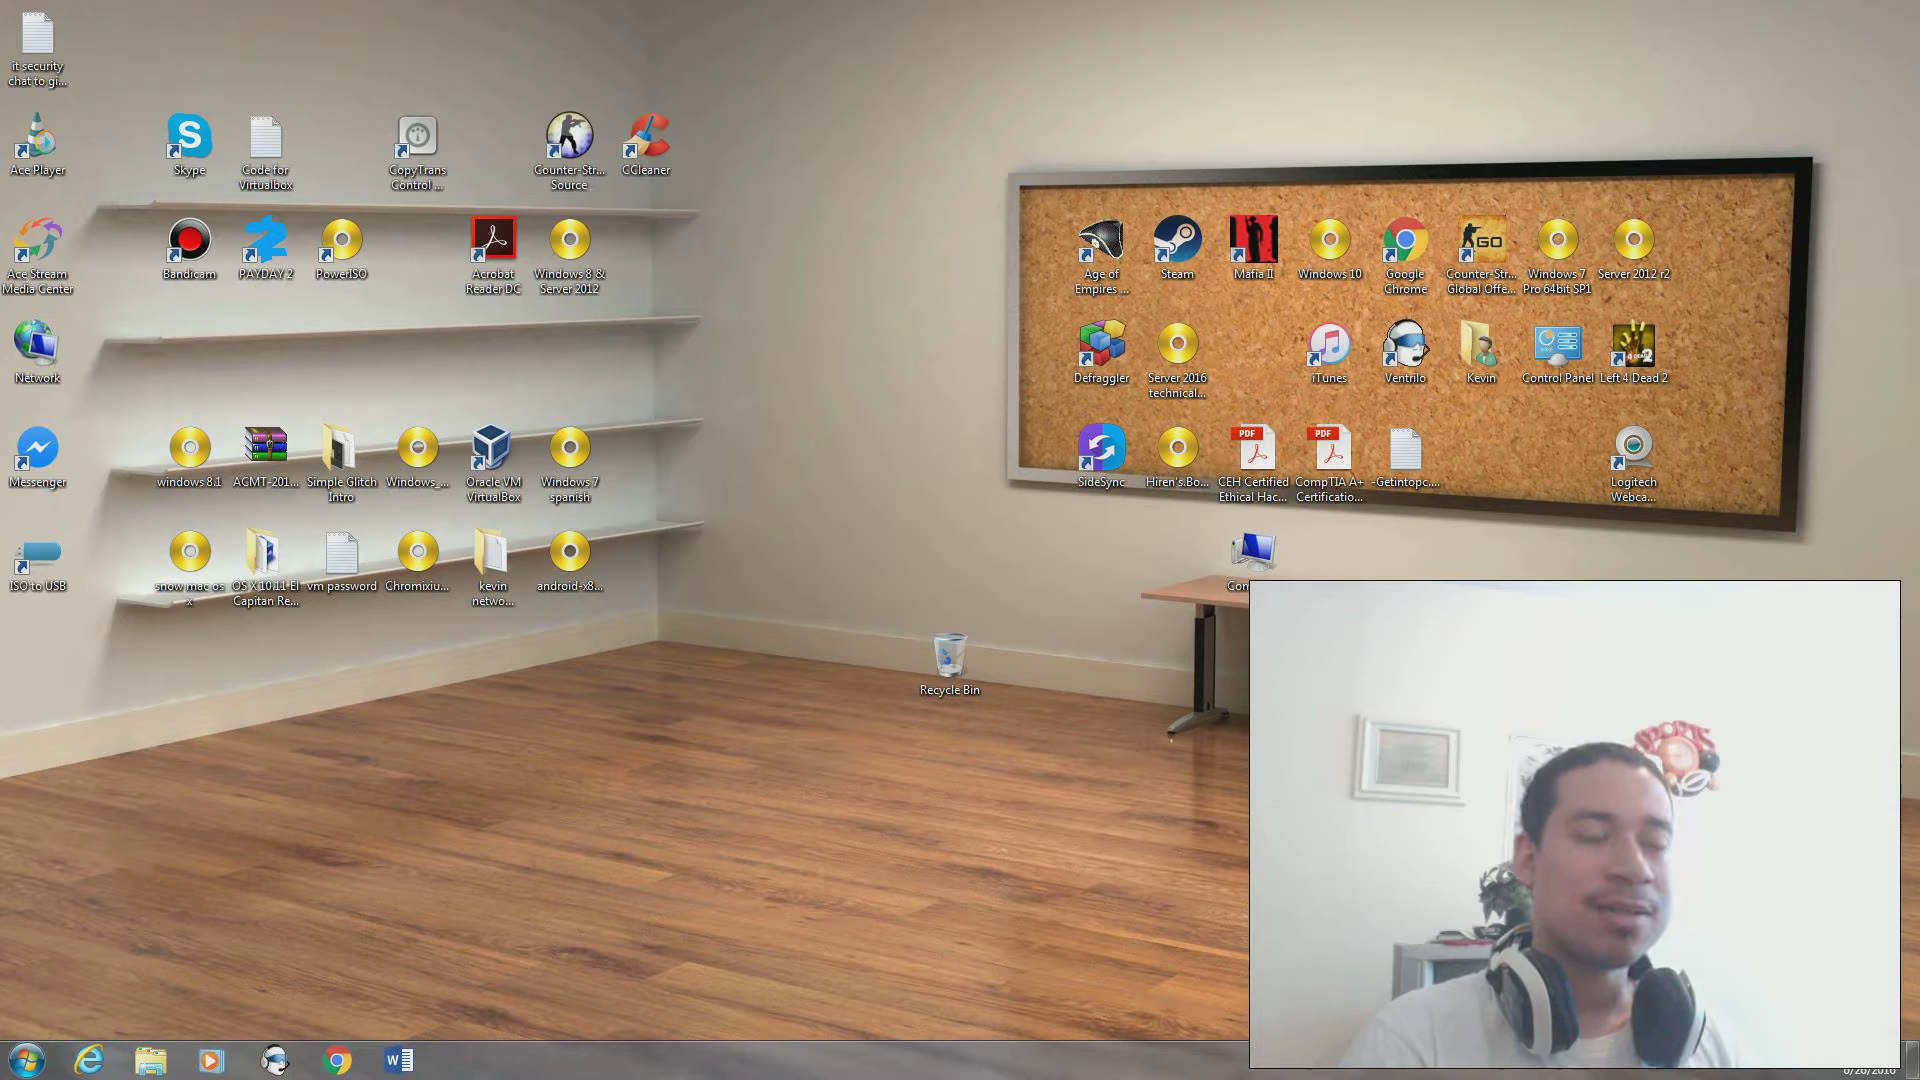 it security
chat to gi...
Ace Player
Skype
Code for
Virtualbox
CopyTrans
Control ...
Counter-Str...
Source
CCleaner
Ace Stream
Media Center
Bandicam
PAYDAY 2
PowerISO
Acrobat
Reader DC
Windows 8 &
Server 2012
Age of
Empires ...
Steam
Mafia II
Windows 10
Google
Chrome
GO
Counter-Str...
Global Offe...
Windows 7
Pro 64bit SP1
Server 2012 r2
Network
Defraggler
Server 2016
technical...
iTunes
Ventrilo
Kevin
Control Panel
Left 4 Dead 2
Messenger
windows 8.1
ACMT-201...
Simple Glitch
Intro
Windows_...
Oracle VM
VirtualBox
Windows 7
spanish
SideSync
Hiren's.Bo...
PDF
CEH Certified
Ethical Hac...
PDF
CompTIA A+
Certificatio...
-Getintopc....
Logitech
Webca...
ISO to USB
snow mac os
x
OS X 10.11 El
Capitan Re...
vm password
Chromixiu...
kevin
netwo...
android-x8...
Recycle Bin
SPORTS